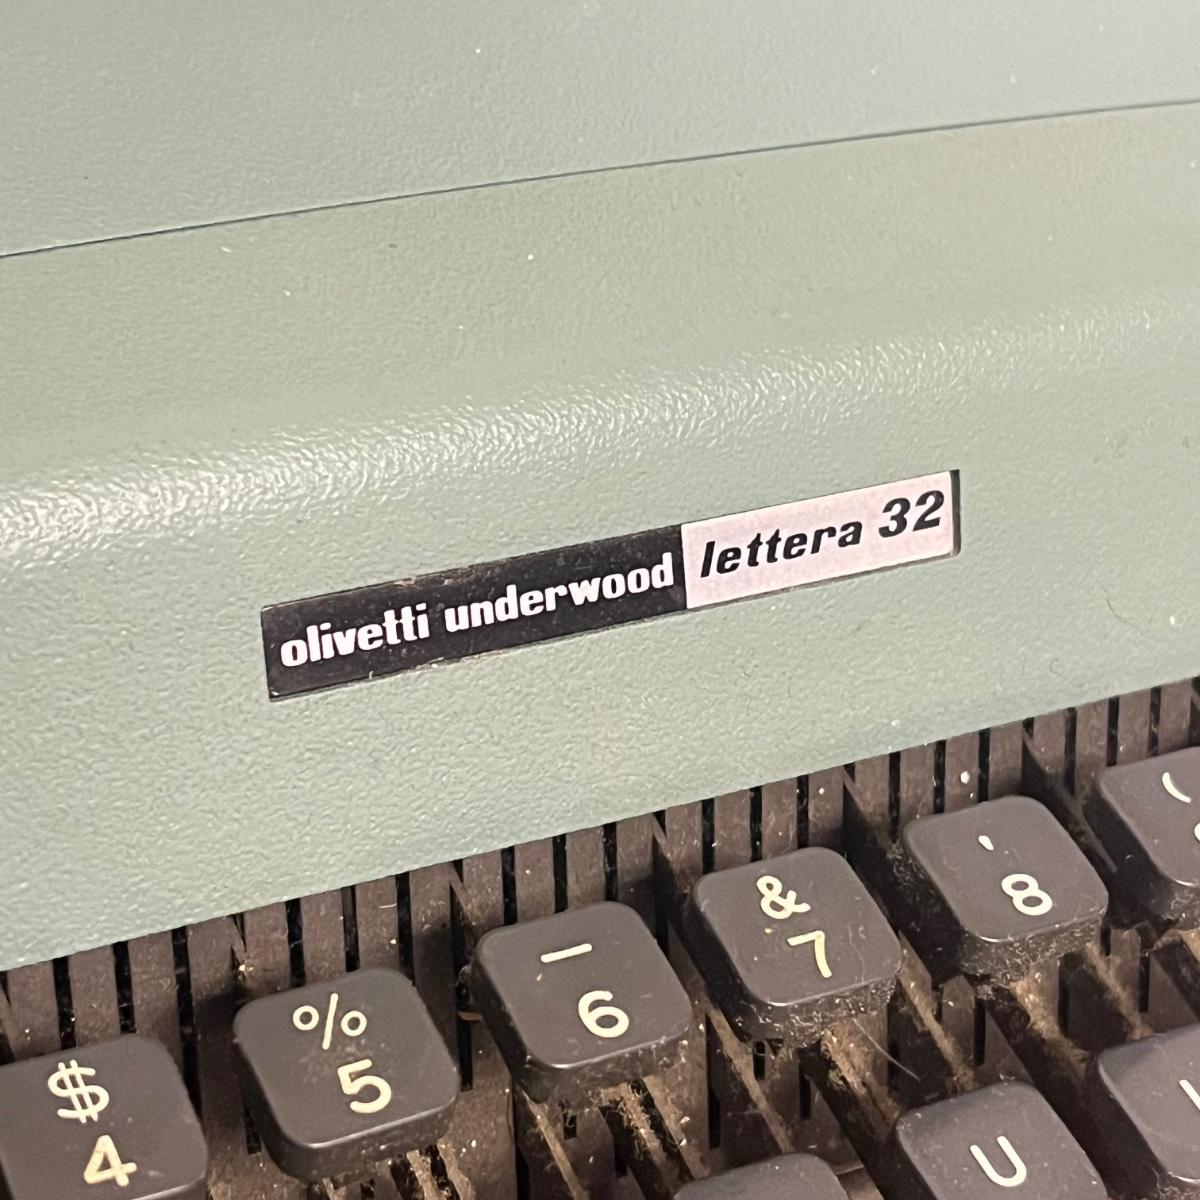 olivetti underwood lettera 32
$ % — & ' (
4 5 6 7 8
U